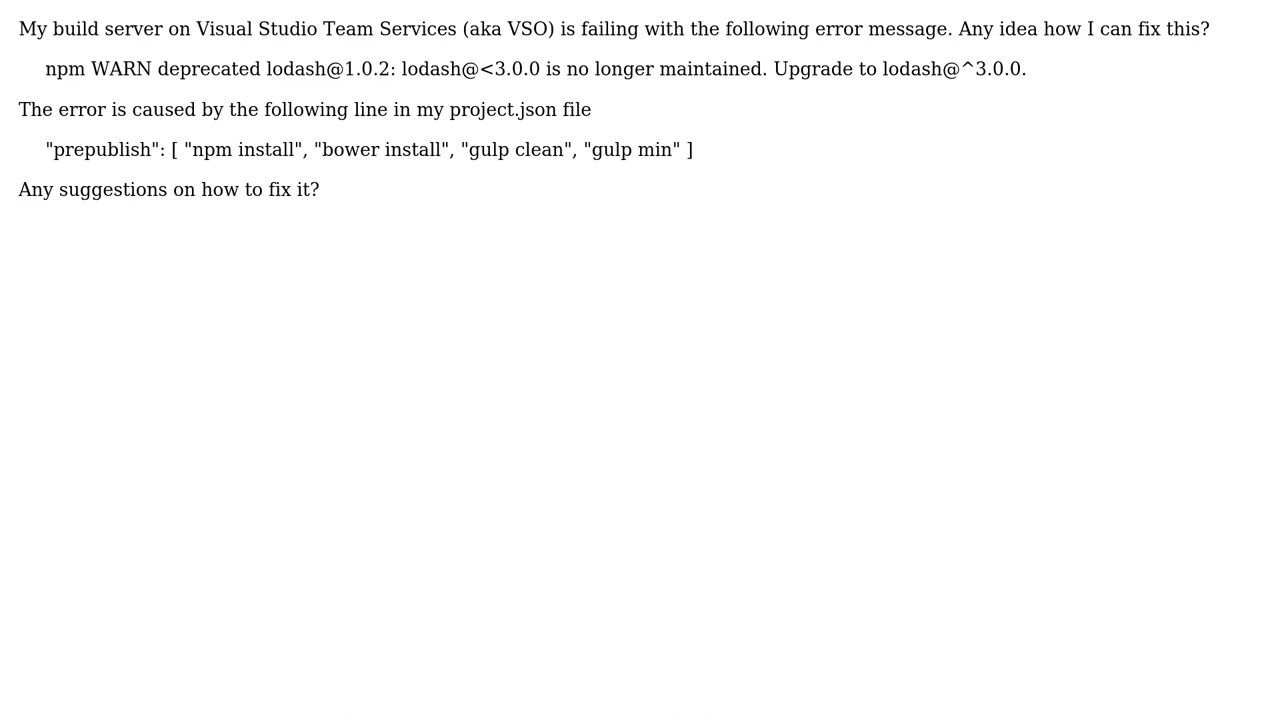 My build server on Visual Studio Team Services (aka VSO) is failing with the following error message. Any idea how I can fix this?
npm WARN deprecated lodash@1.0.2: lodash@<3.0.0 is no longer maintained. Upgrade to lodash@^3.0.0.
The error is caused by the following line in my project.json file
"prepublish": [ "npm install", "bower install", "gulp clean", "gulp min" ]
Any suggestions on how to fix it?